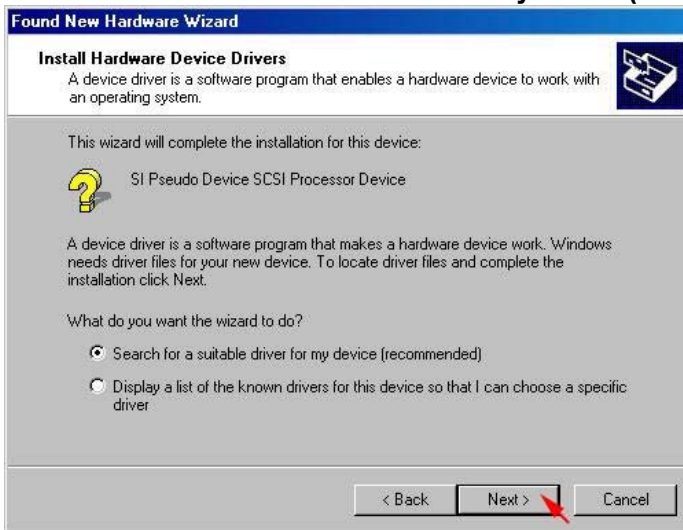 Found New Hardware Wizard
Install Hardware Device Drivers
A device driver is a software program that enables a hardware device to work with
an operating system.
This wizard will complete the installation for this device:
SI Pseudo Device SCSI Processor Device
A device driver is a software program that makes a hardware device work. Windows
needs driver files for your new device. To locate driver files and complete the
installation click Next.
What do you want the wizard to do?
Search for a suitable driver for my device (recommended)
Display a list of the known drivers for this device so that I can choose a specific
driver
< Back Next > Cancel